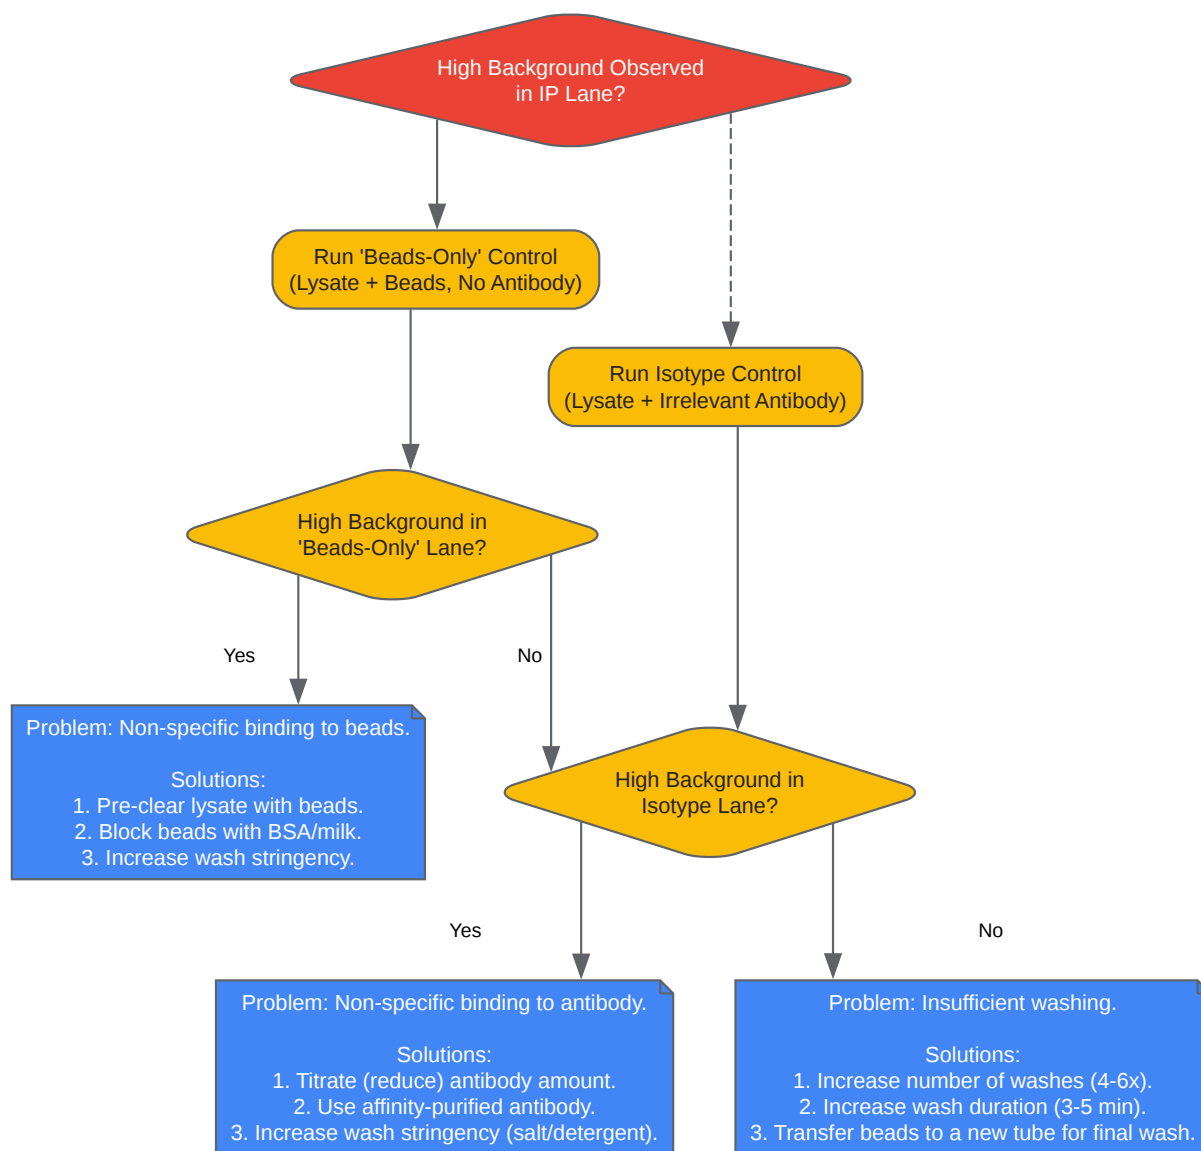 High Background Observed
in IP Lane?
Run 'Beads-Only' Control
(Lysate + Beads, No Antibody)
Run Isotype Control
(Lysate + Irrelevant Antibody)
High Background in
'Beads-Only' Lane?
Yes
No
Problem: Non-specific binding to beads.
Solutions:
1. Pre-clear lysate with beads.
2. Block beads with BSA/milk.
3. Increase wash stringency.
High Background in
Isotype Lane?
Yes
No
Problem: Non-specific binding to antibody.
Solutions:
1. Titrate (reduce) antibody amount.
2. Use affinity-purified antibody.
3. Increase wash stringency (salt/detergent).
Problem: Insufficient washing.
Solutions:
1. Increase number of washes (4-6x).
2. Increase wash duration (3-5 min).
3. Transfer beads to a new tube for final wash.